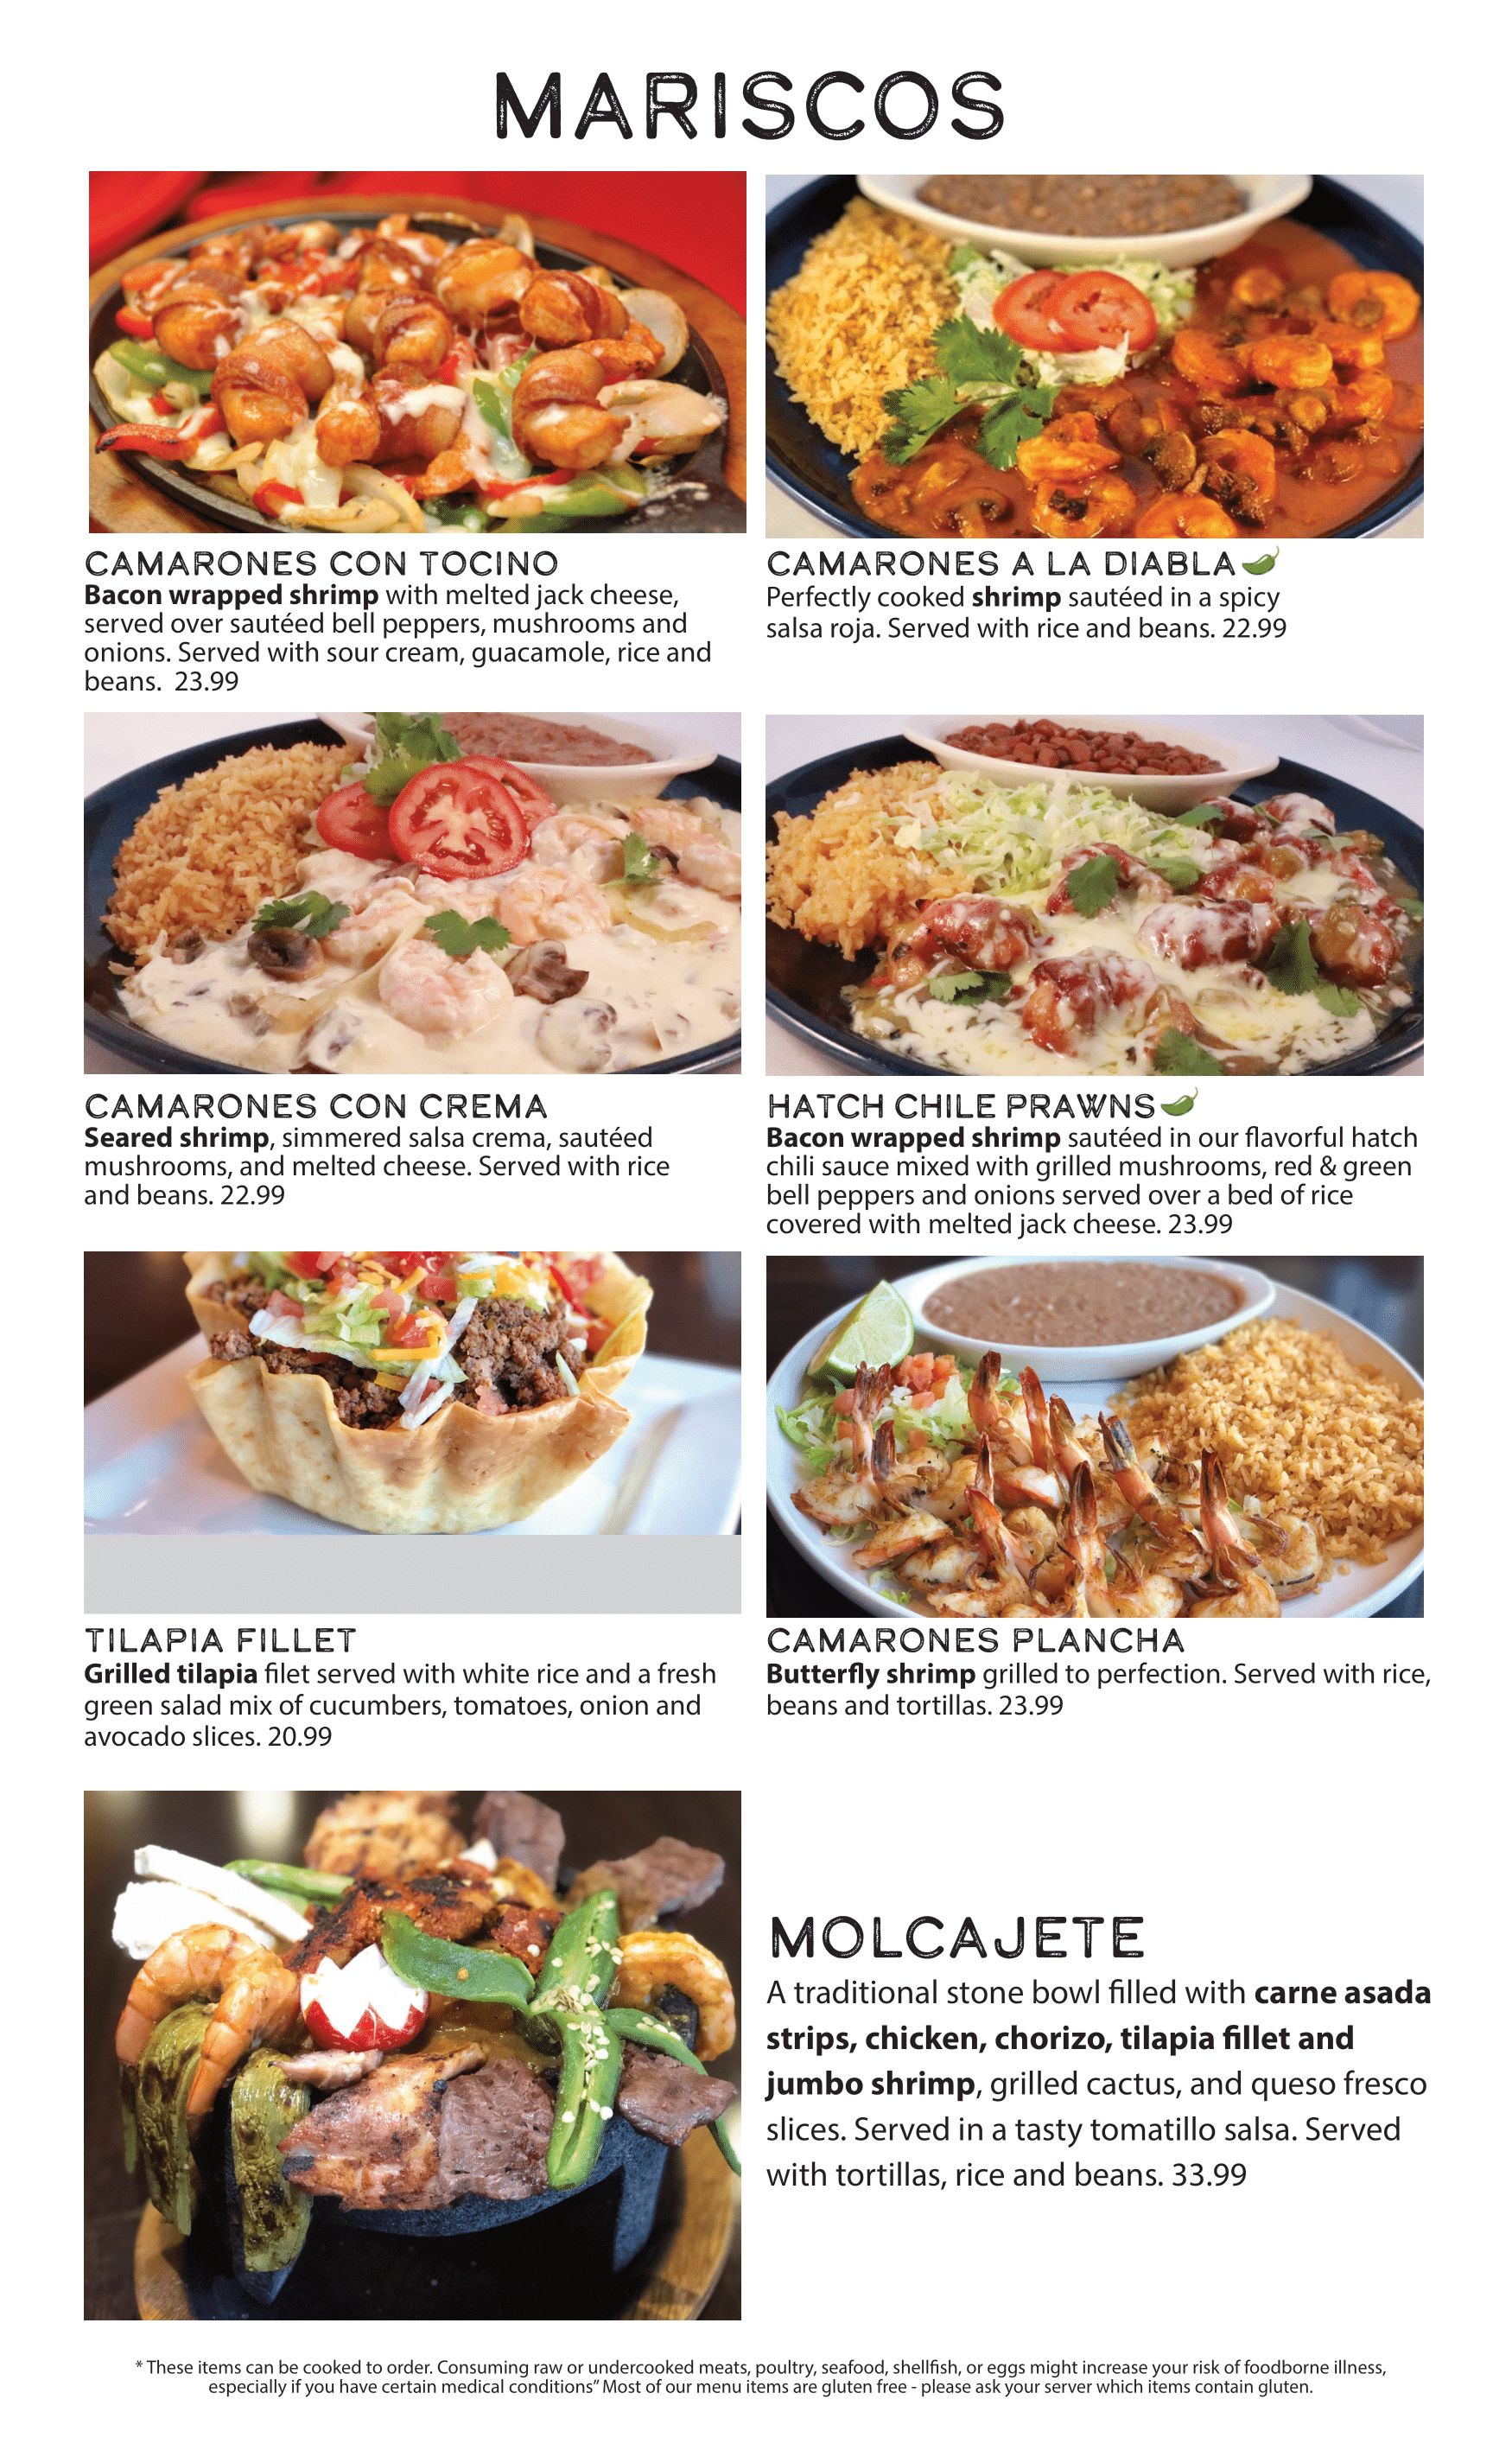 MARISCOS
CAMARONES CON TOCINO
Bacon wrapped shrimp with melted jack cheese,
served over sautéed bell peppers, mushrooms and
onions. Served with sour cream, guacamole, rice and
beans. 23.99
CAMARONES A LA DIABLA
Perfectly cooked shrimp sautéed in a spicy
salsa roja. Served with rice and beans. 22.99
CAMARONES CON CREMA
Seared shrimp, simmered salsa crema, sautéed
mushrooms, and melted cheese. Served with rice
and beans. 22.99
HATCH CHILE PRAWNS
Bacon wrapped shrimp sautéed in our flavorful hatch
chili sauce mixed with grilled mushrooms, red & green
bell peppers and onions served over a bed of rice
covered with melted jack cheese. 23.99
TILAPIA FILLET
Grilled tilapia filet served with white rice and a fresh
green salad mix of cucumbers, tomatoes, onion and
avocado slices. 20.99
CAMARONES PLANCHA
Butterfly shrimp grilled to perfection. Served with rice,
beans and tortillas. 23.99
MOLCAJETE
A traditional stone bowl filled with carne asada
strips, chicken, chorizo, tilapia fillet and
jumbo shrimp, grilled cactus, and queso fresco
slices. Served in a tasty tomatillo salsa. Served
with tortillas, rice and beans. 33.99
* These items can be cooked to order. Consuming raw or undercooked meats, poultry, seafood, shellfish, or eggs might increase your risk of foodborne illness,
especially if you have certain medical conditions” Most of our menu items are gluten free - please ask your server which items contain gluten.